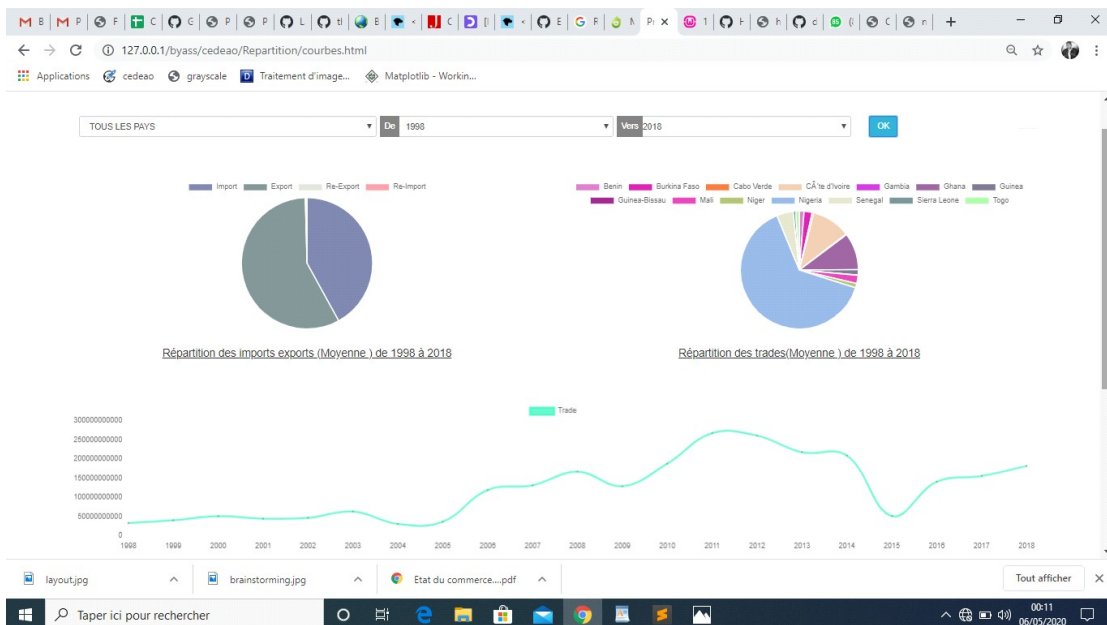 127.0.0.1/byass/cedeao/Repartition/courbes.html
Applications cedeao grayscale Traitement d'image... Matplotlib - Workin...
TOUS LES PAYS De 1998 Vers 2018 OK
Import Export Re-Export Re-Import
Benin Burkina Faso Cabo Verde CÃ´te d'Ivoire Gambia Ghana Guinea
Guinea-Bissau Mali Niger Nigeria Senegal Sierra Leone Togo
Répartition des imports exports (Moyenne ) de 1998 à 2018
Répartition des trades(Moyenne ) de 1998 à 2018
Trade
300000000000
250000000000
200000000000
150000000000
100000000000
50000000000
0
1998 1999 2000 2001 2002 2003 2004 2005 2006 2007 2008 2009 2010 2011 2012 2013 2014 2015 2016 2017 2018
layout.jpg brainstorming.jpg Etat du commerce....pdf Tout afficher
Taper ici pour rechercher
00:11
06/05/2020